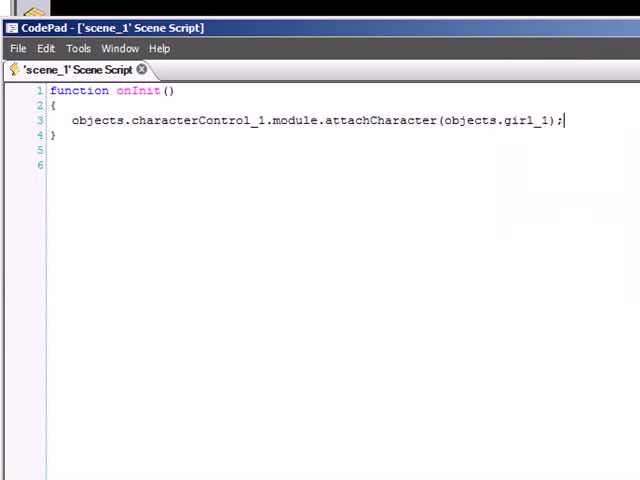 CodePad - ['scene_1' Scene Script]
File Edit Tools Window Help
'scene_1' Scene Script
1 function onInit()
2 {
3 objects.characterControl_1.module.attachCharacter(objects.girl_1);
4 }
5
6